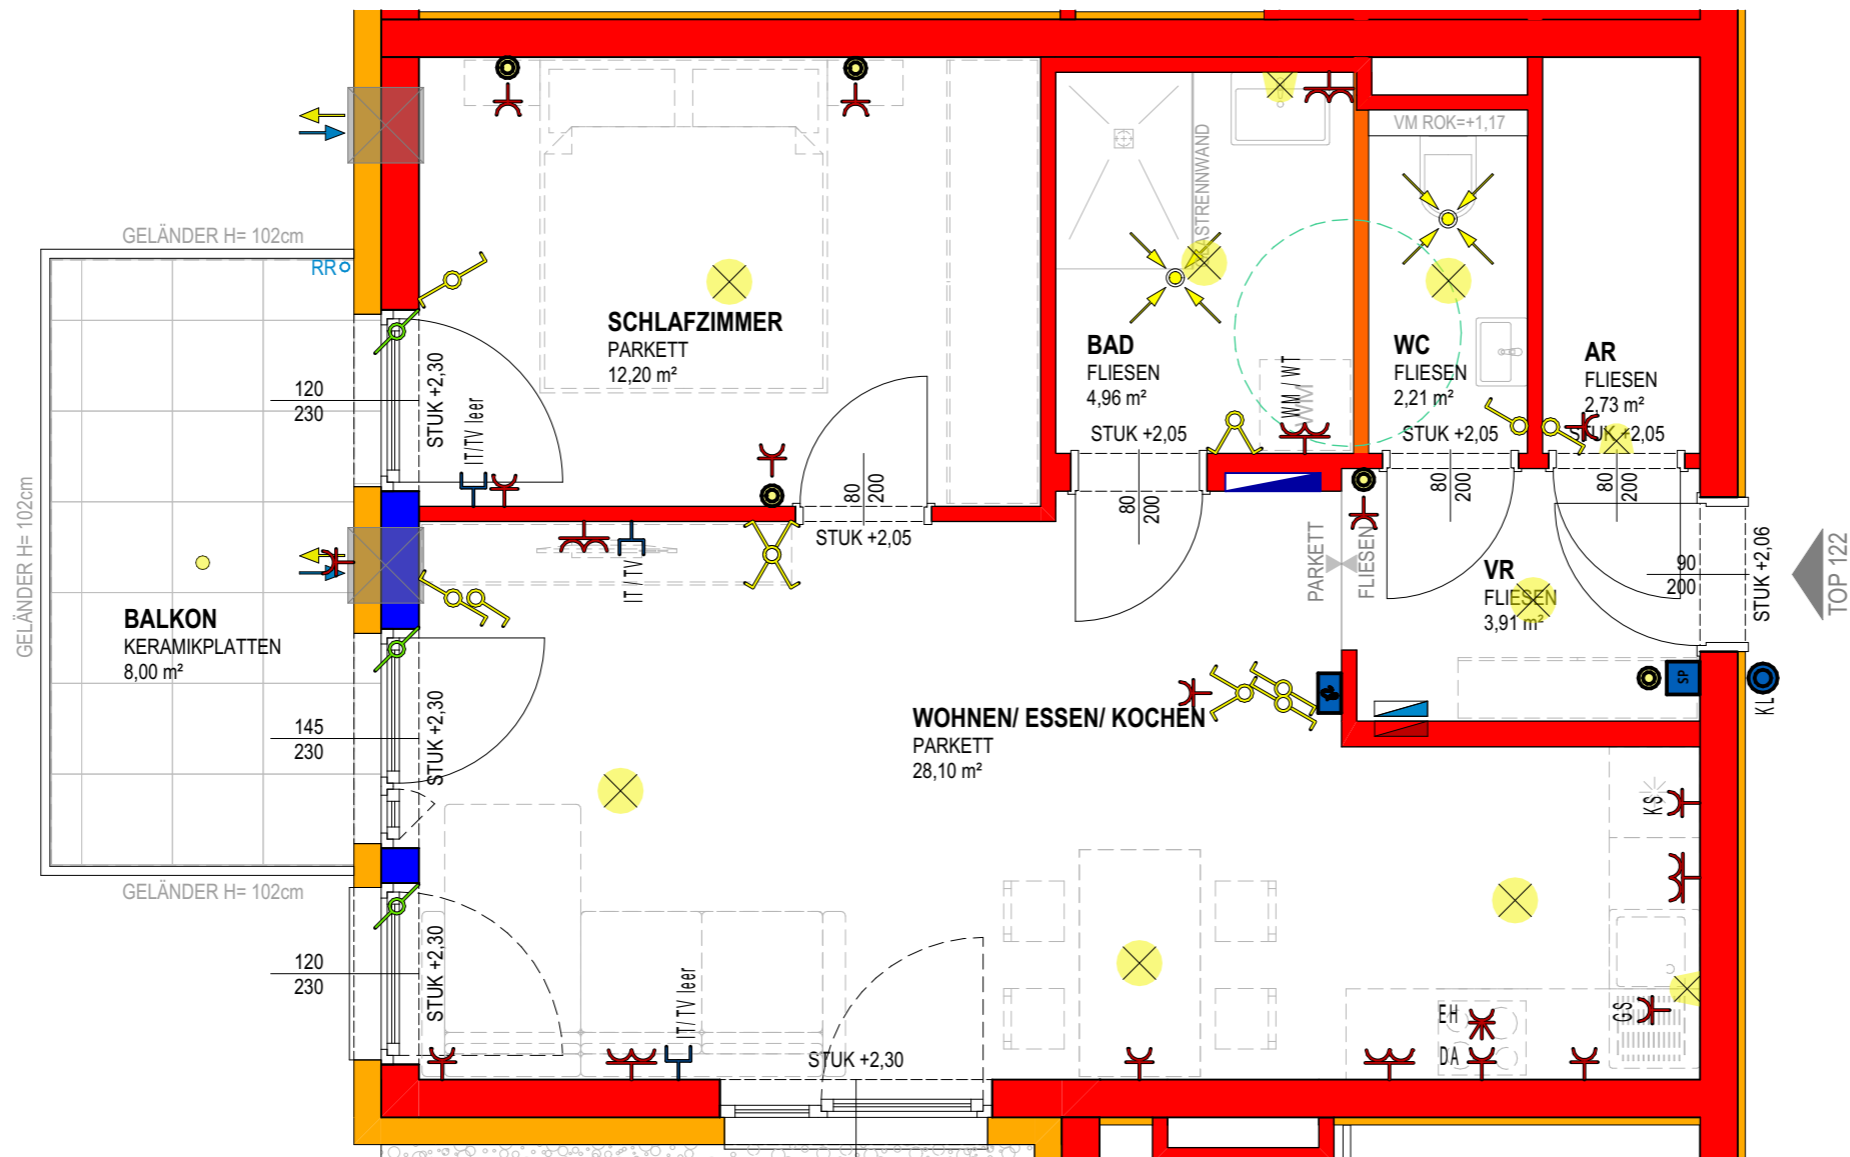 VM ROK=+1,17
GLASTRENNWAND
GELÄNDER H= 102cm
RR
SCHLAFZIMMER
PARKETT
12,20 m²
BAD
FLIESEN
4,96 m²
STUK +2,05
WC
FLIESEN
2,21 m²
STUK +2,05
AR
FLIESEN
2,73 m²
STUK +2,05
WM / WT
WM
120
230
STUK +2,30
IT/TV leer
80
200
STUK +2,05
80
200
80
200
80
200
GELÄNDER H= 102cm
IT / TV
PARKETT
FLIESEN
VR
FLIESEN
3,91 m²
90
200
STUK +2,06
TOP 122
BALKON
KERAMIKPLATTEN
8,00 m²
SP
KL
145
230
STUK +2,30
WOHNEN/ ESSEN/ KOCHEN
PARKETT
28,10 m²
KS
GELÄNDER H= 102cm
120
230
STUK +2,30
IT/TV leer
STUK +2,30
EH
DA
GS